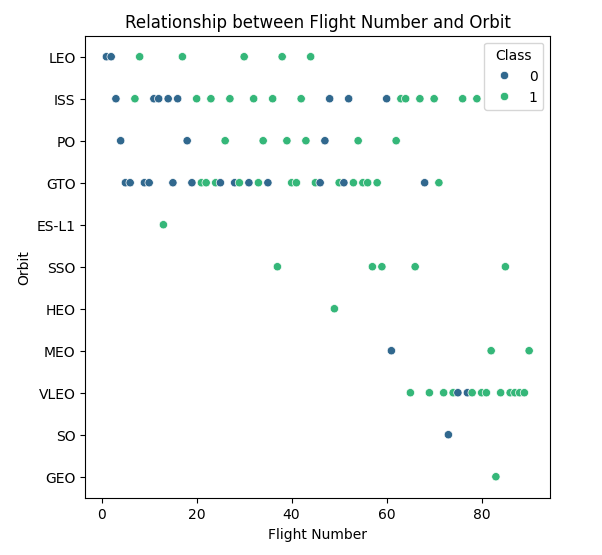 Relationship between Flight Number and Orbit
Class
0
1
LEO
ISS
PO
GTO
ES-L1
SSO
HEO
MEO
VLEO
SO
GEO
Orbit
0 20 40 60 80
Flight Number